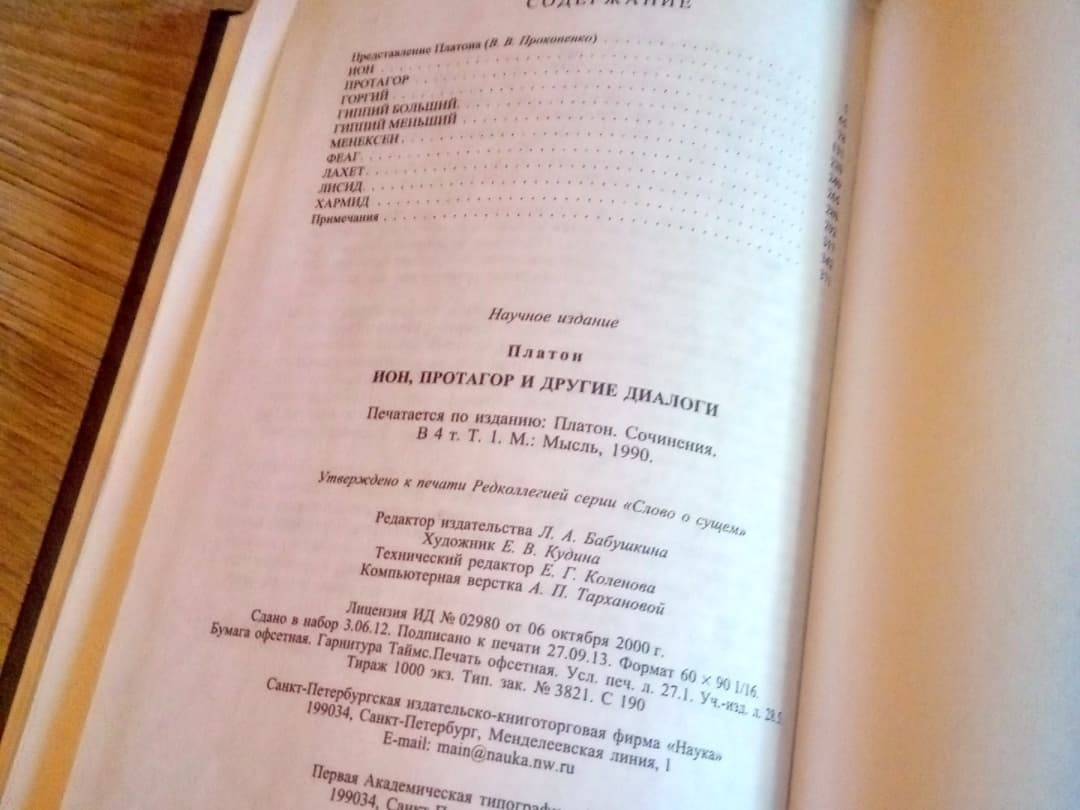 СОДЕРЖАНИЕ
Представление Платона (В. В. Прокопенко)
ИОН
ПРОТАГОР
ГОРГИЙ
ГИППИЙ БОЛЬШИЙ
ГИППИЙ МЕНЬШИЙ
МЕНЕКСЕН
ФЕАГ
ЛАХЕТ
ЛИСИД
ХАРМИД
Примечания
Научное издание
Платон
ИОН, ПРОТАГОР И ДРУГИЕ ДИАЛОГИ
Печатается по изданию: Платон. Сочинения.
В 4 т. Т. 1. М.: Мысль, 1990.
Утверждено к печати Редколлегией серии «Слово о сущем»
Редактор издательства Л. А. Бабушкина
Художник Е. В. Кудина
Технический редактор Е. Г. Коленова
Компьютерная верстка А. П. Тархановой
Лицензия ИД № 02980 от 06 октября 2000 г.
Сдано в набор 3.06.12. Подписано к печати 27.09.13. Формат 60 × 90 1/16.
Бумага офсетная. Гарнитура Таймс.Печать офсетная. Усл. печ. л. 27.1. Уч.-изд. л.
Тираж 1000 экз. Тип. зак. № 3821. С 190
Санкт-Петербургская издательско-книготорговая фирма «Наука»
199034, Санкт-Петербург, Менделеевская линия, 1
E-mail: main@nauka.nw.ru
Первая Академическая
199034,